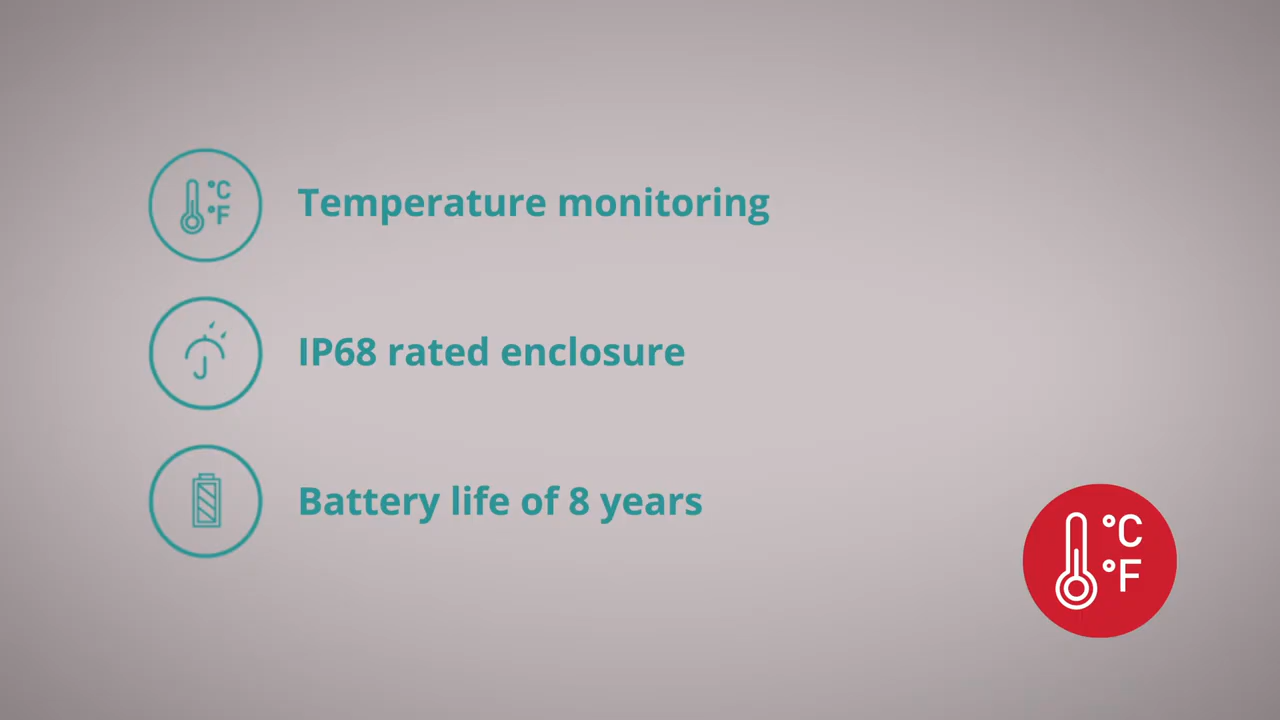 °C
°F
Temperature monitoring
IP68 rated enclosure
Battery life of 8 years
°C
°F